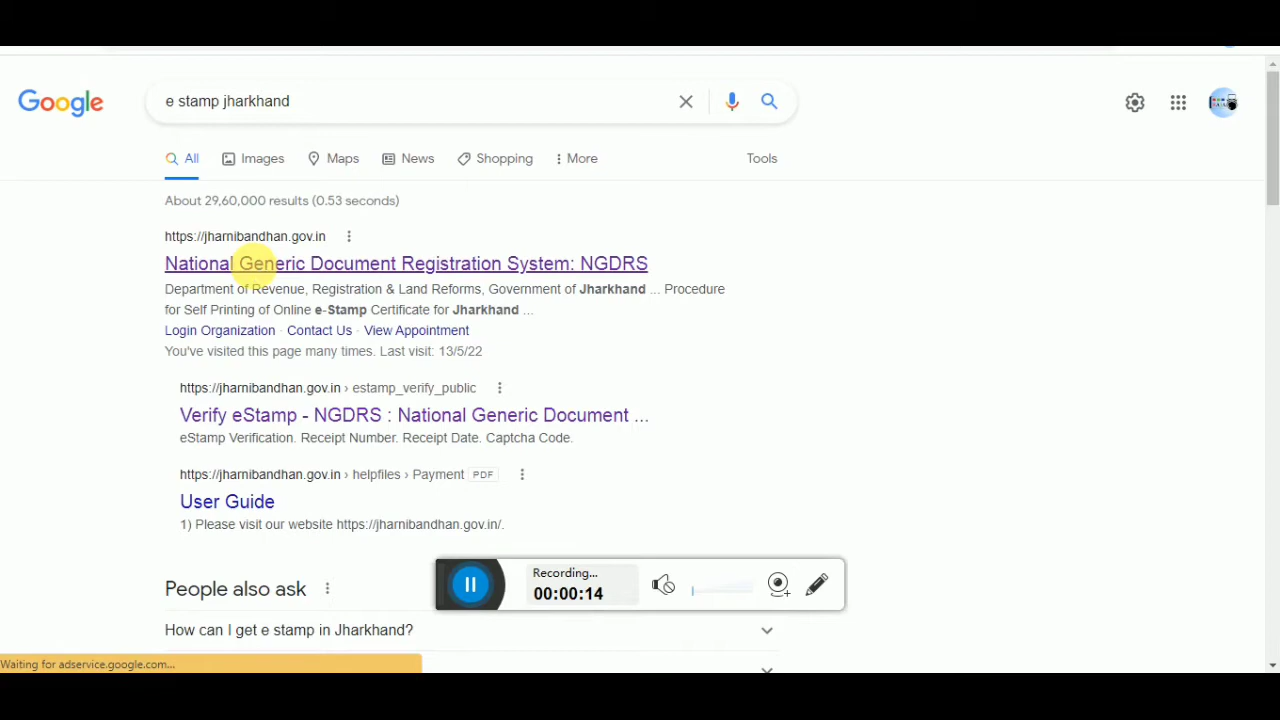 Google
e stamp jharkhand
All Images Maps News Shopping More Tools
About 29,60,000 results (0.53 seconds)
https://jharnibandhan.gov.in
National Generic Document Registration System: NGDRS
Department of Revenue, Registration & Land Reforms, Government of Jharkhand ... Procedure
for Self Printing of Online e-Stamp Certificate for Jharkhand ...
Login Organization · Contact Us · View Appointment
You've visited this page many times. Last visit: 13/5/22
https://jharnibandhan.gov.in › estamp_verify_public
Verify eStamp - NGDRS : National Generic Document ...
eStamp Verification. Receipt Number. Receipt Date. Captcha Code.
https://jharnibandhan.gov.in › helpfiles › Payment PDF
User Guide
1) Please visit our website https://jharnibandhan.gov.in/.
Recording...
00:00:14
People also ask
How can I get e stamp in Jharkhand?
Waiting for adservice.google.com...